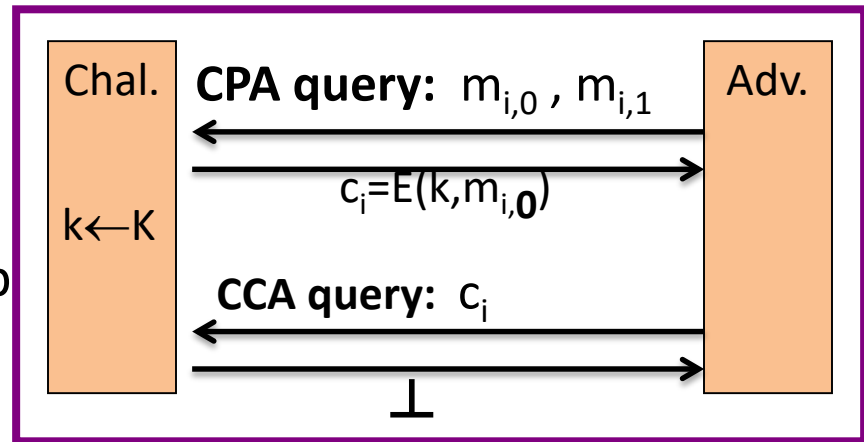 Chal.
CPA query: mᵢ,₀ , mᵢ,₁
Adv.
cᵢ=E(k,mᵢ,₀)
k←K
CCA query: cᵢ
⊥